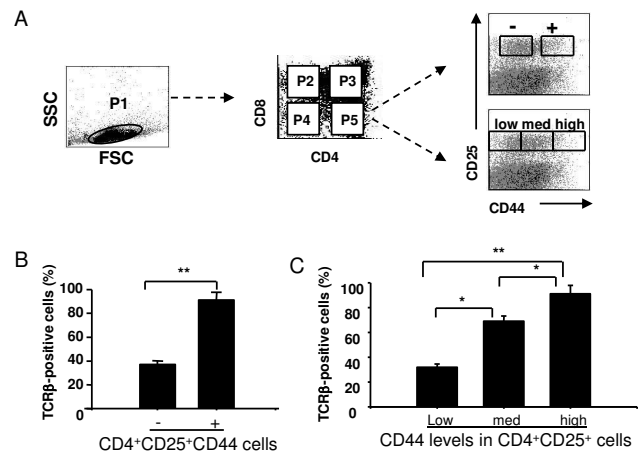 A
SSC
P1
FSC
CD8
P2
P3
P4
P5
CD4
- +
low med high
CD25
CD44
B
TCRβ-positive cells (%)
100
80
60
40
20
0
**
- +
CD4⁺CD25⁺CD44 cells
C
TCRβ-positive cells (%)
100
80
60
40
20
0
**
*
*
Low med high
CD44 levels in CD4⁺CD25⁺ cells